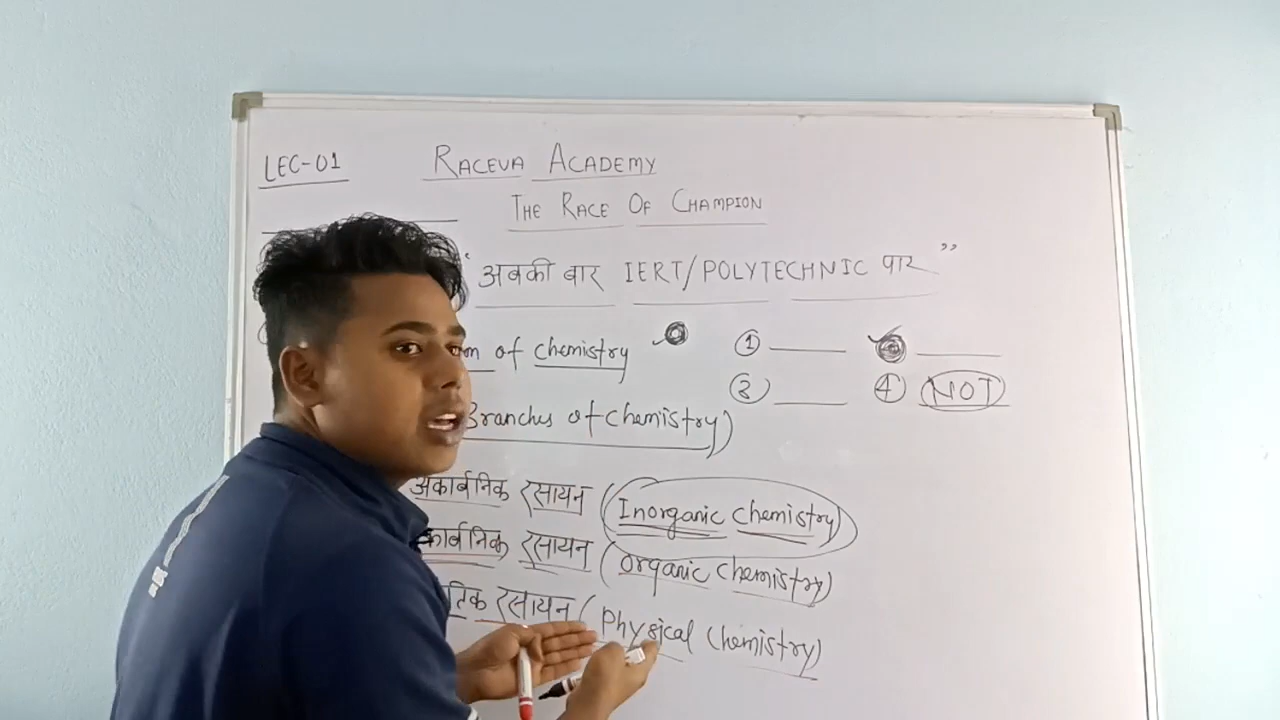 LEC-01 RACEVA ACADEMY
THE RACE OF CHAMPION
“ अबकी बार IERT/POLYTECHNIC पार ”
of chemistry
① ② 
③ ④ NOT
Branches of chemistry)
अकार्बनिक रसायन (Inorganic chemistry)
कार्बनिक रसायन (organic chemistry)
रसायन (Physical chemistry)